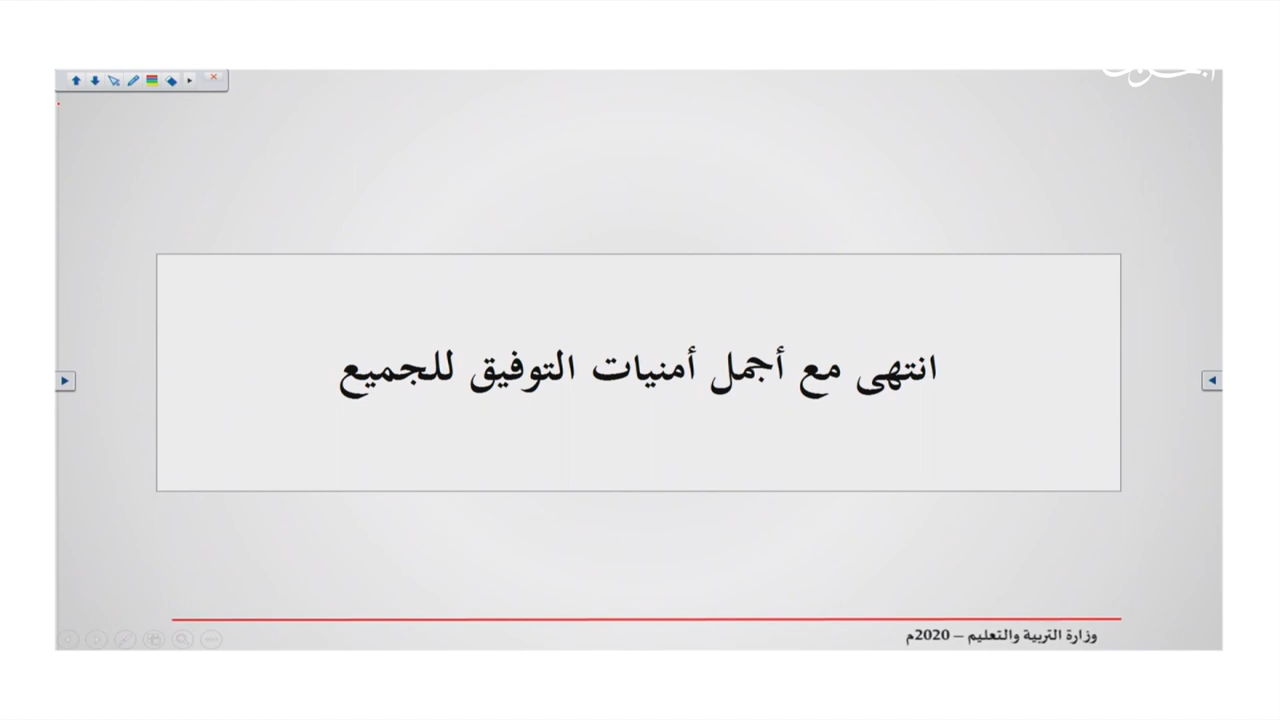 انتهى مع أجمل أمنيات التوفيق للجميع
وزارة التربية والتعليم – 2020م